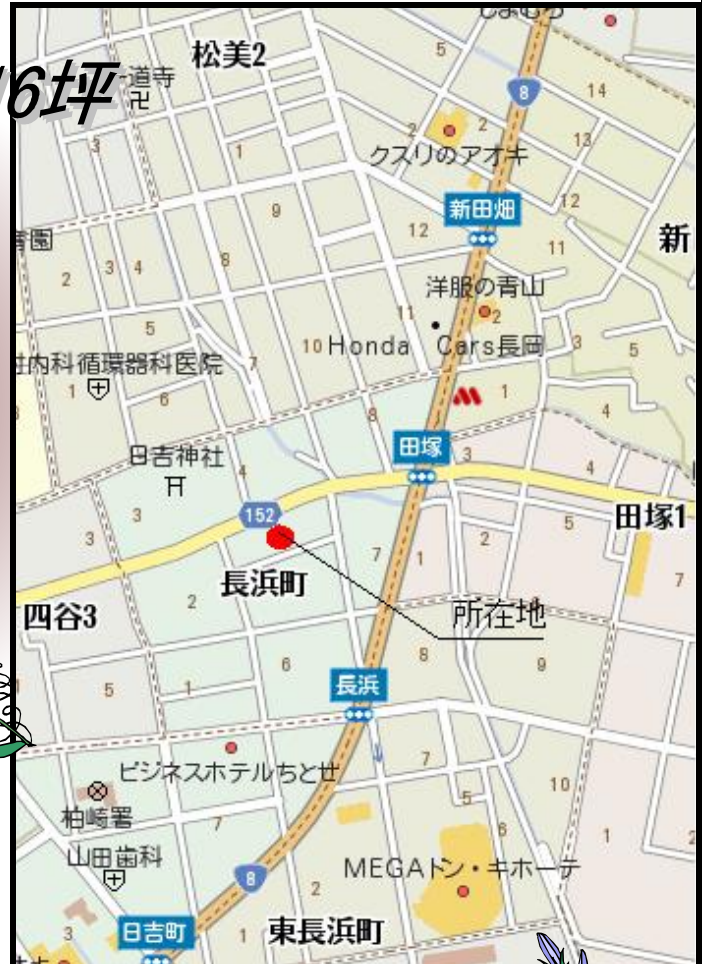 松美2
6坪
道寺
卍
5
8
14
3
2
2
13
1
クスリのアオキ
9
新田畑
12
12
新
育園
2
3
4
8
11
洋服の青山
5
11
2
10
Honda Cars長岡
3
5
内科循環器科医院
7
1
6
8
1
4
日吉神社
4
田塚
3
4
3
152
田塚1
3
5
7
1
2
7
長浜町
2
所在地
四谷3
8
9
6
5
1
長浜
ビジネスホテルちとせ
7
10
柏崎署
5
7
6
1
2
山田歯科
MEGAドン・キホーテ
8
2
3
日吉町
1
東長浜町